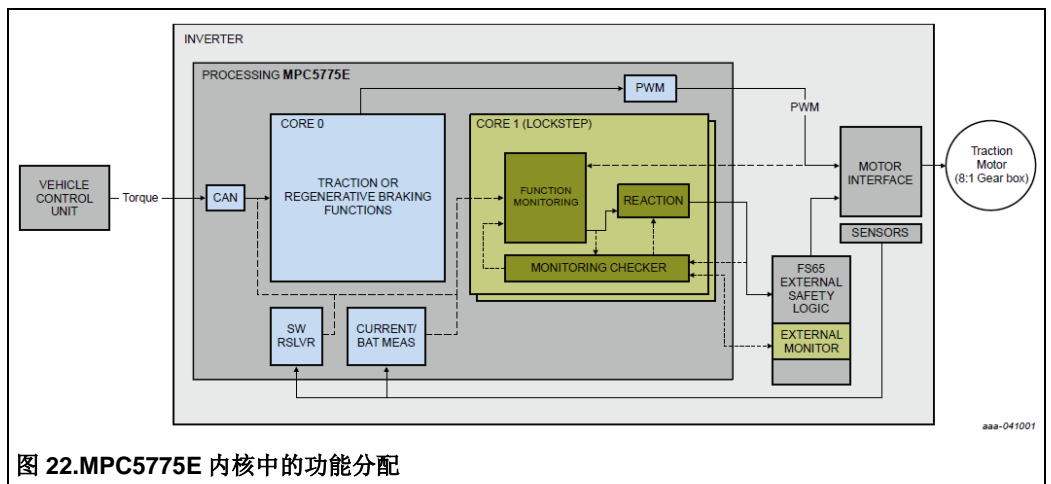 INVERTER
PROCESSING MPC5775E
PWM
PWM
CORE 0
CORE 1 (LOCKSTEP)
TRACTION OR
REGENERATIVE BRAKING
FUNCTIONS
FUNCTION
MONITORING
REACTION
MONITORING CHECKER
VEHICLE
CONTROL
UNIT
Torque
CAN
MOTOR
INTERFACE
Traction
Motor
(8:1 Gear box)
SENSORS
FS65
EXTERNAL
SAFETY
LOGIC
EXTERNAL
MONITOR
SW
RSLVR
CURRENT/
BAT MEAS
aaa-041001
图 22.MPC5775E 内核中的功能分配